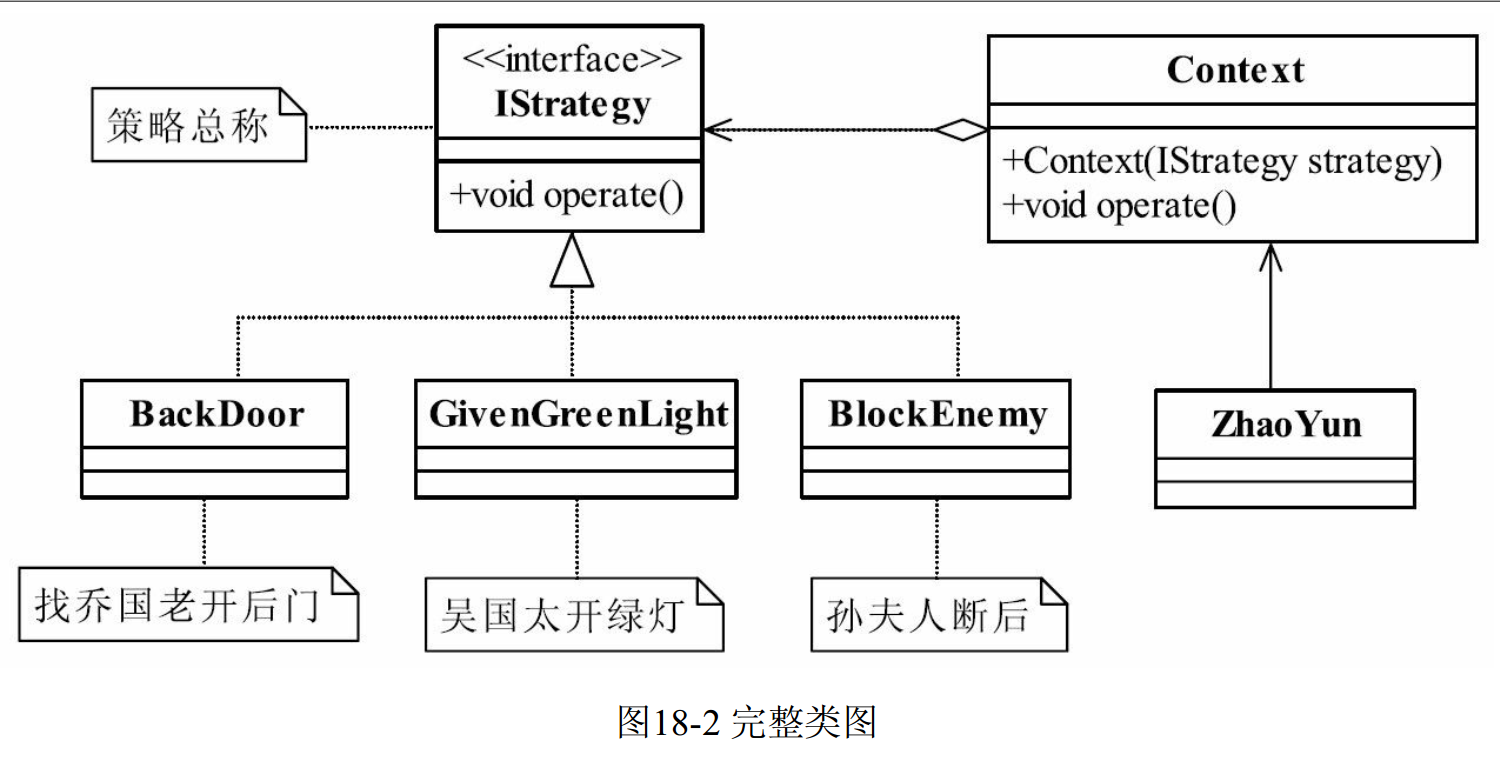 <<interface>>
IStrategy
+void operate()
策略总称
Context
+Context(IStrategy strategy)
+void operate()
BackDoor
GivenGreenLight
BlockEnemy
ZhaoYun
找乔国老开后门
吴国太开绿灯
孙夫人断后
图18-2 完整类图